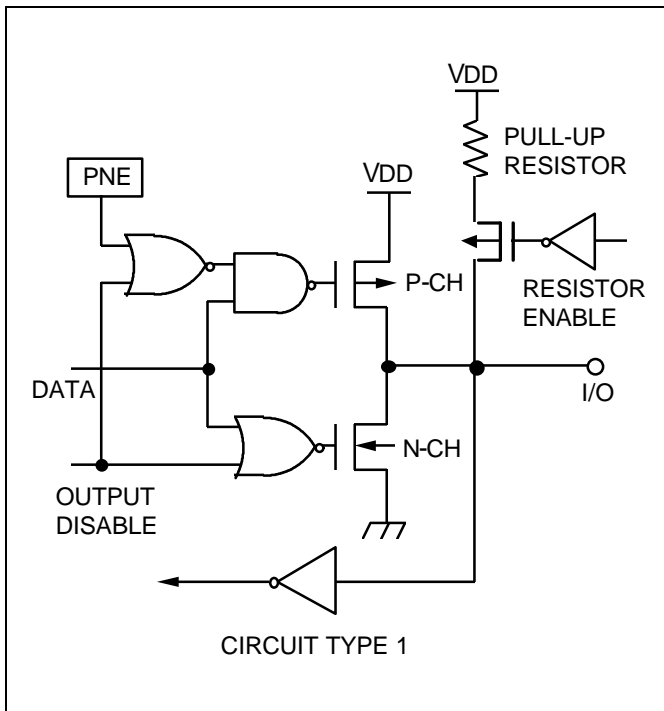 VDD
PULL-UP
RESISTOR
VDD
PNE
P-CH
RESISTOR
ENABLE
DATA
I/O
N-CH
OUTPUT
DISABLE
CIRCUIT TYPE 1